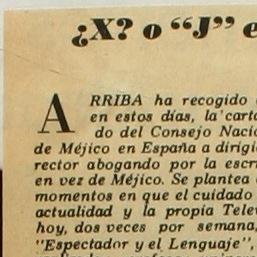 ¿X? o "J" e
ARRIBA ha recogido
en estos días, la carta
do del Consejo Nacio
de Méjico en España a dirigi
rector abogando por la escri
en vez de Méjico. Se plantea
momentos en que el cuidado
actualidad y la propia Telev
hoy, dos veces por semana,
"Espectador y el Lenguaje",